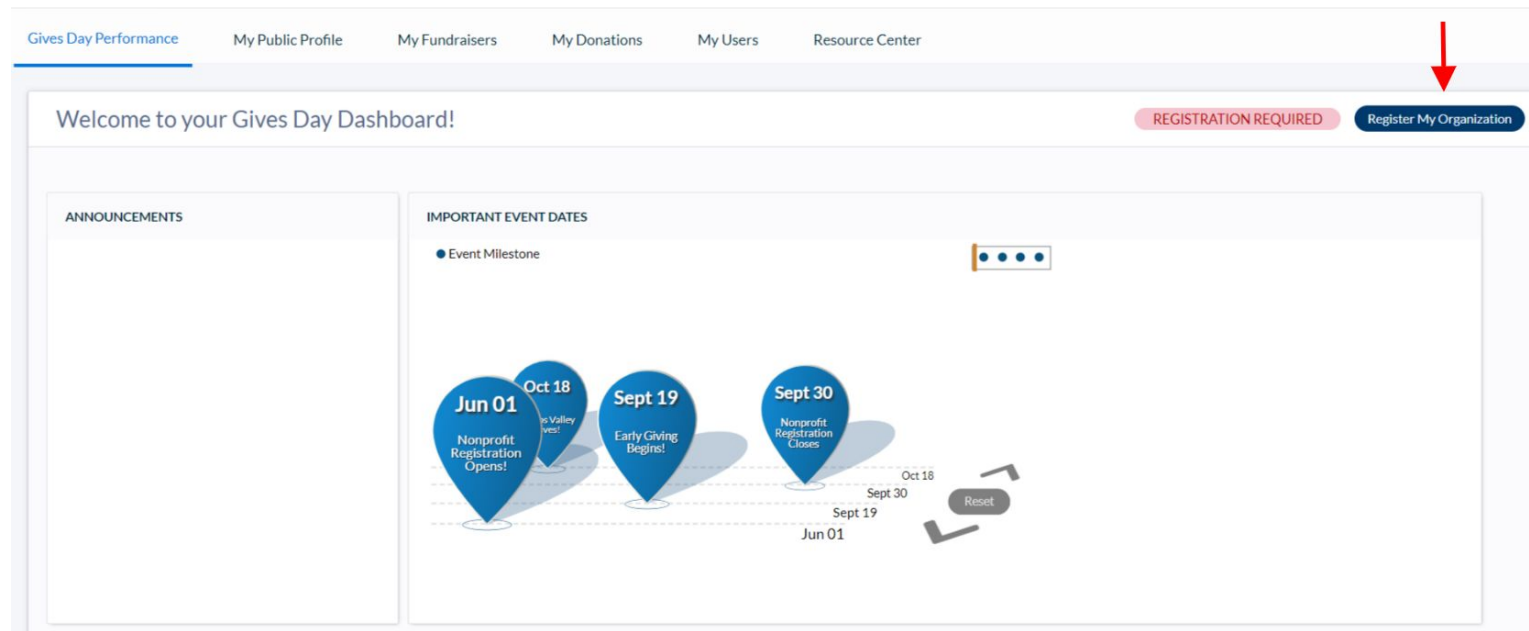 Gives Day Performance My Public Profile My Fundraisers My Donations My Users Resource Center
Welcome to your Gives Day Dashboard!
REGISTRATION REQUIRED
Register My Organization
ANNOUNCEMENTS
IMPORTANT EVENT DATES
Event Milestone
Jun 01
Nonprofit
Registration
Opens!
Oct 18
Valley
Sept 19
Early Giving
Begins!
Sept 30
Nonprofit
Registration
Closes
Oct 18
Sept 30
Sept 19
Jun 01
Reset